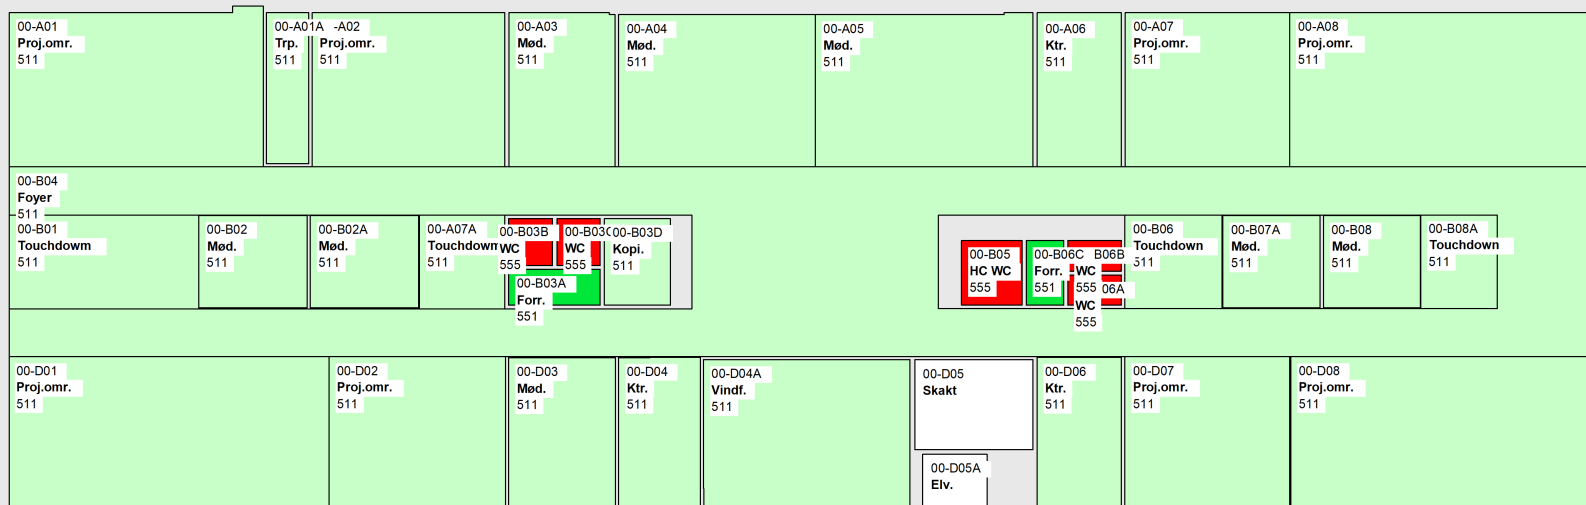 00-A01
Proj.omr.
511
00-A01A
Trp.
511
-A02
Proj.omr.
511
00-A03
Mød.
511
00-A04
Mød.
511
00-A05
Mød.
511
00-A06
Ktr.
511
00-A07
Proj.omr.
511
00-A08
Proj.omr.
511
00-B04
Foyer
511
00-B01
Touchdowm
511
00-B02
Mød.
511
00-B02A
Mød.
511
00-A07A
Touchdown
511
00-B03B
WC
555
00-B03C
WC
555
00-B03D
Kopi.
511
00-B03A
Forr.
551
00-B05
HC WC
555
00-B06C
Forr.
551
B06B
WC
555
06A
WC
555
00-B06
Touchdown
511
00-B07A
Mød.
511
00-B08
Mød.
511
00-B08A
Touchdown
511
00-D01
Proj.omr.
511
00-D02
Proj.omr.
511
00-D03
Mød.
511
00-D04
Ktr.
511
00-D04A
Vindf.
511
00-D05
Skakt
00-D05A
Elv.
00-D06
Ktr.
511
00-D07
Proj.omr.
511
00-D08
Proj.omr.
511